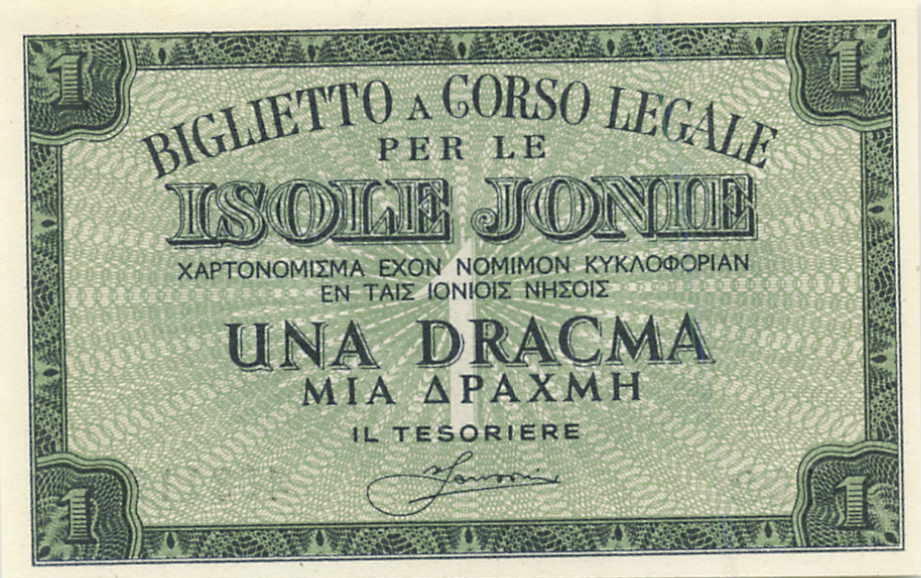 1 1
BIGLIETTO A CORSO LEGALE
PER LE
ISOLE JONIE
ΧΑΡΤΟΝΟΜΙΣΜΑ ΕΧΟΝ ΝΟΜΙΜΟΝ ΚΥΚΛΟΦΟΡΙΑΝ
ΕΝ ΤΑΙΣ ΙΟΝΙΟΙΣ ΝΗΣΟΙΣ
UNA DRACMA
ΜΙΑ ΔΡΑΧΜΗ
IL TESORIERE
1 1